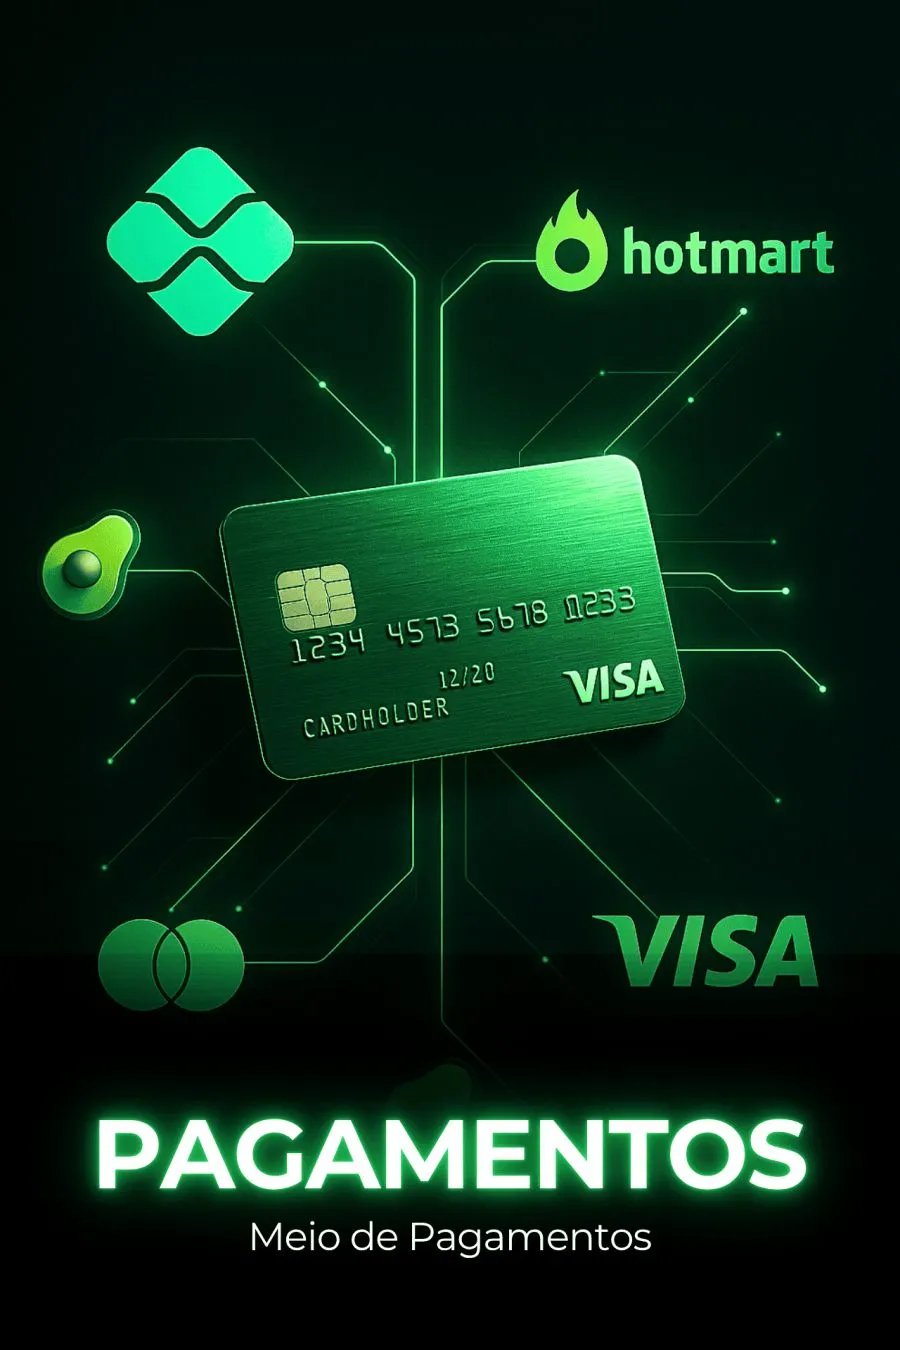 hotmart
1234 4573 5678 1233
12/20
CARDHOLDER
VISA
VISA
PAGAMENTOS
Meio de Pagamentos